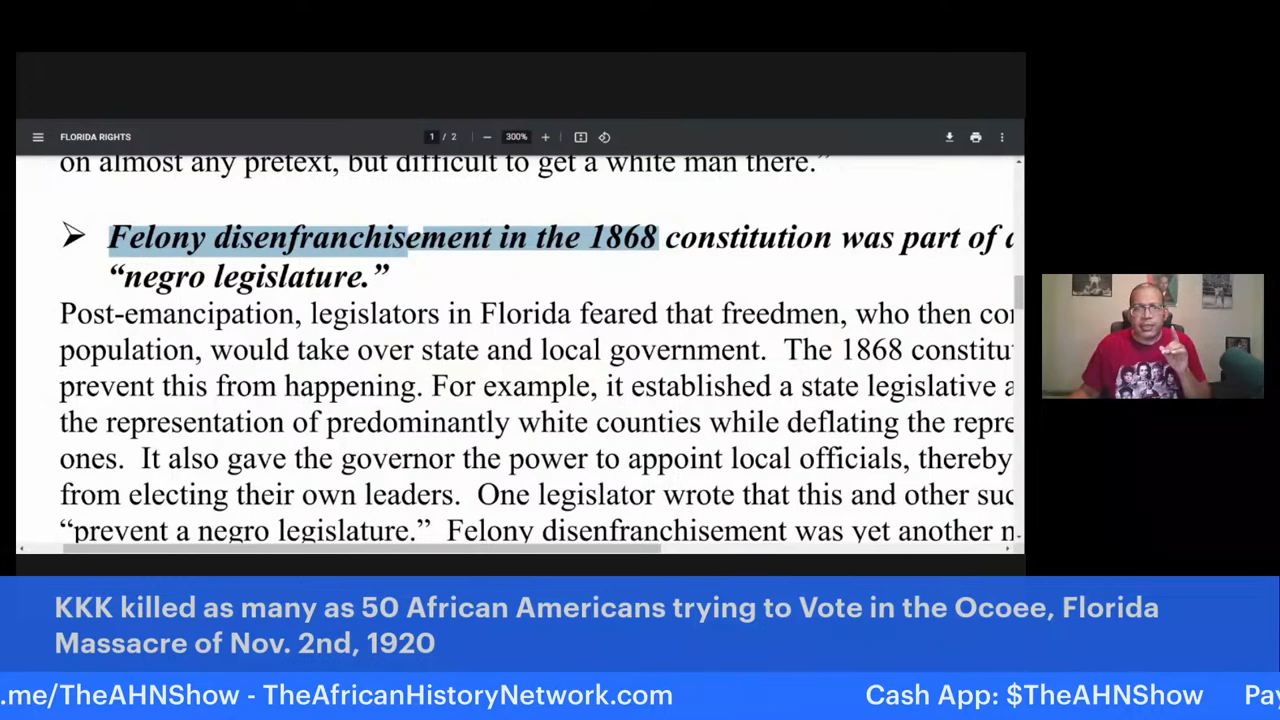 FLORIDA RIGHTS
1 / 2
300%
on almost any pretext, but difficult to get a white man there.”
➢ Felony disenfranchisement in the 1868 constitution was part of
“negro legislature.”
Post-emancipation, legislators in Florida feared that freedmen, who then
population, would take over state and local government. The 1868
prevent this from happening. For example, it established a state legislative
the representation of predominantly white counties while deflating the
ones. It also gave the governor the power to appoint local officials, thereby
from electing their own leaders. One legislator wrote that this and other
“prevent a negro legislature.” Felony disenfranchisement was yet another
KKK killed as many as 50 African Americans trying to Vote in the Ocoee, Florida
Massacre of Nov. 2nd, 1920
.me/TheAHNShow - TheAfricanHistoryNetwork.com
Cash App: $TheAHNShow